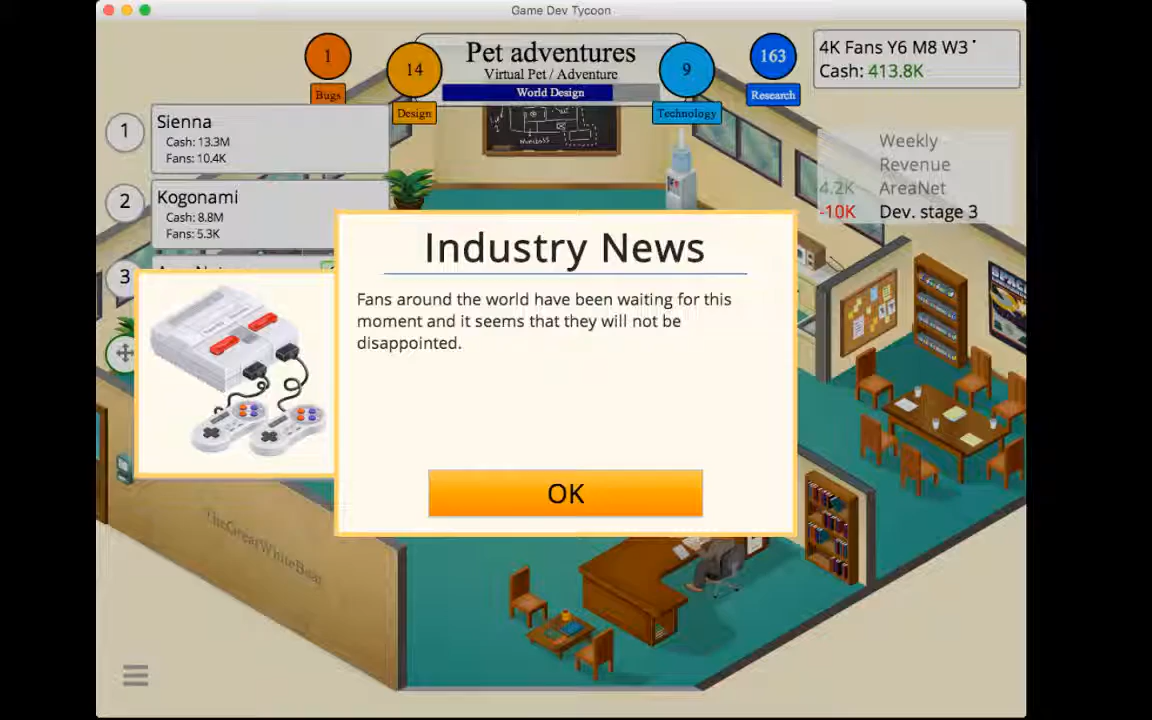 Game Dev Tycoon
1
Bugs
14
Design
Pet adventures
Virtual Pet / Adventure
World Design
9
Technology
163
Research
4K Fans Y6 M8 W3
Cash: 413.8K
1
Sienna
Cash: 13.3M
Fans: 10.4K
2
Kogonami
Cash: 8.8M
Fans: 5.3K
3
Weekly
Revenue
4.2K AreaNet
-10K Dev. stage 3
Industry News
Fans around the world have been waiting for this
moment and it seems that they will not be
disappointed.
OK
TheGreatWhiteBear
SPACE